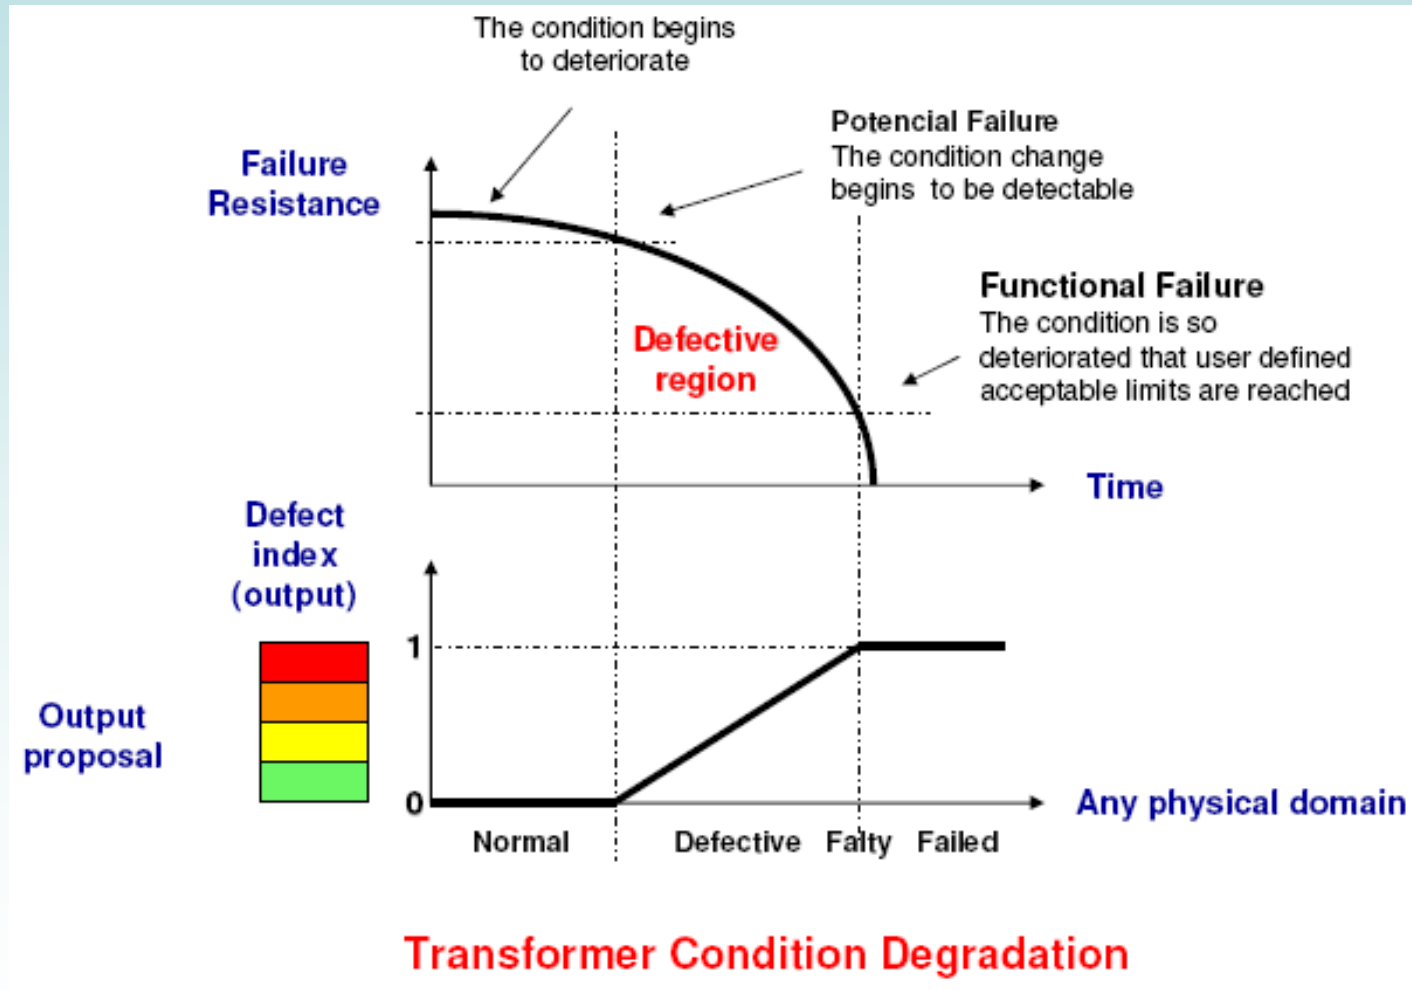 The condition begins
to deteriorate
Potencial Failure
The condition change
begins to be detectable
Failure
Resistance
Functional Failure
The condition is so
deteriorated that user defined
acceptable limits are reached
Defective
region
Time
Defect
index
(output)
1
Output
proposal
0
Any physical domain
Normal
Defective
Falty
Failed
Transformer Condition Degradation